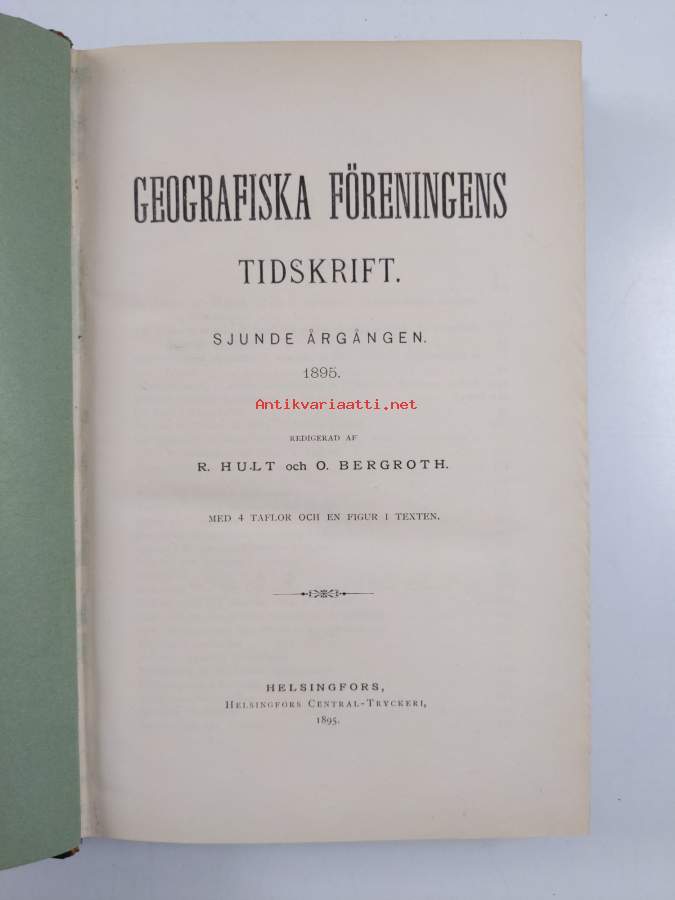 GEOGRAFISKA FÖRENINGENS
TIDSKRIFT.
SJUNDE ÅRGÅNGEN.
1895.
Antikvariaatti.net
REDIGERAD AF
R. HULT och O. BERGROTH.
MED 4 TAFLOR OCH EN FIGUR I TEXTEN.
HELSINGFORS,
HELSINGFORS CENTRAL-TRYCKERI,
1895.